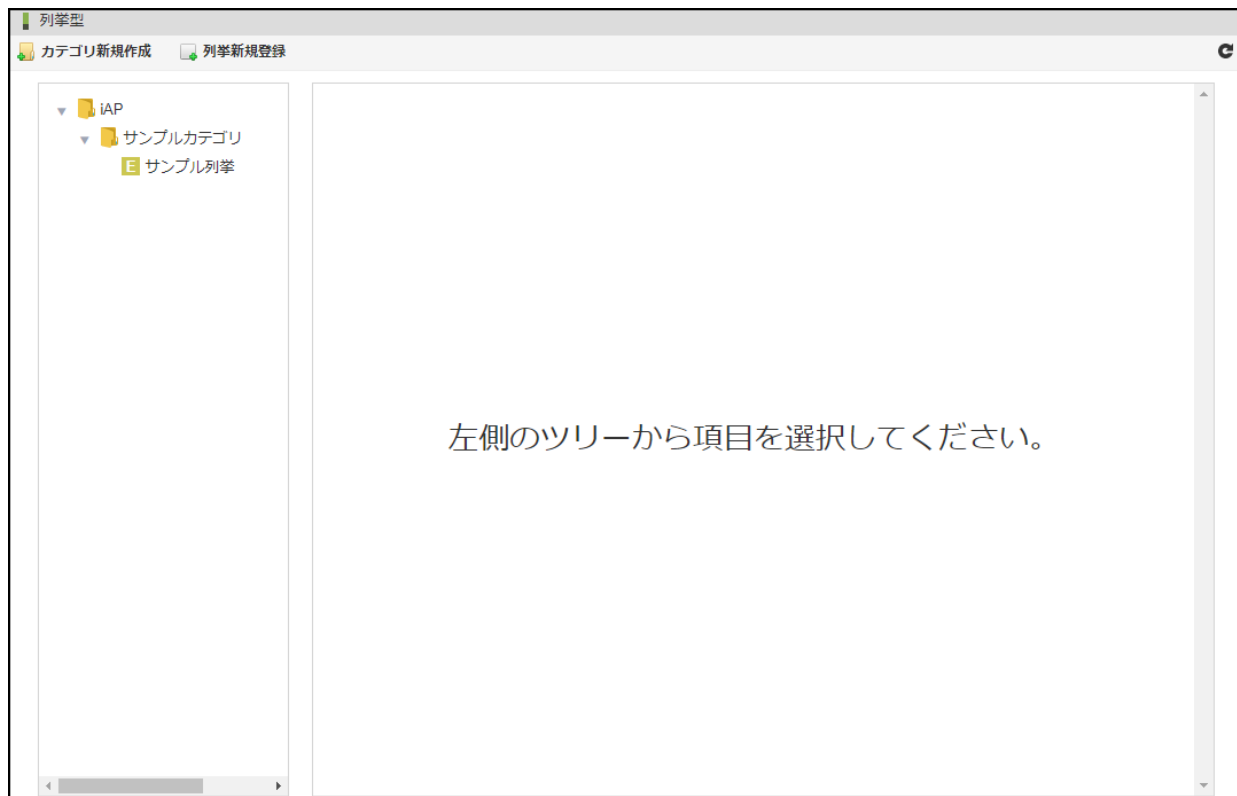 列挙型
カテゴリ新規作成 列挙新規登録
iAP
サンプルカテゴリ
E サンプル列挙
左側のツリーから項目を選択してください。